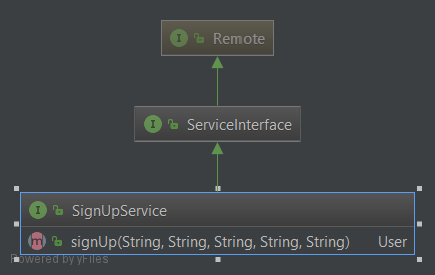 I Remote
I ServiceInterface
I SignUpService
m signUp(String, String, String, String, String) User
Powered by yFiles